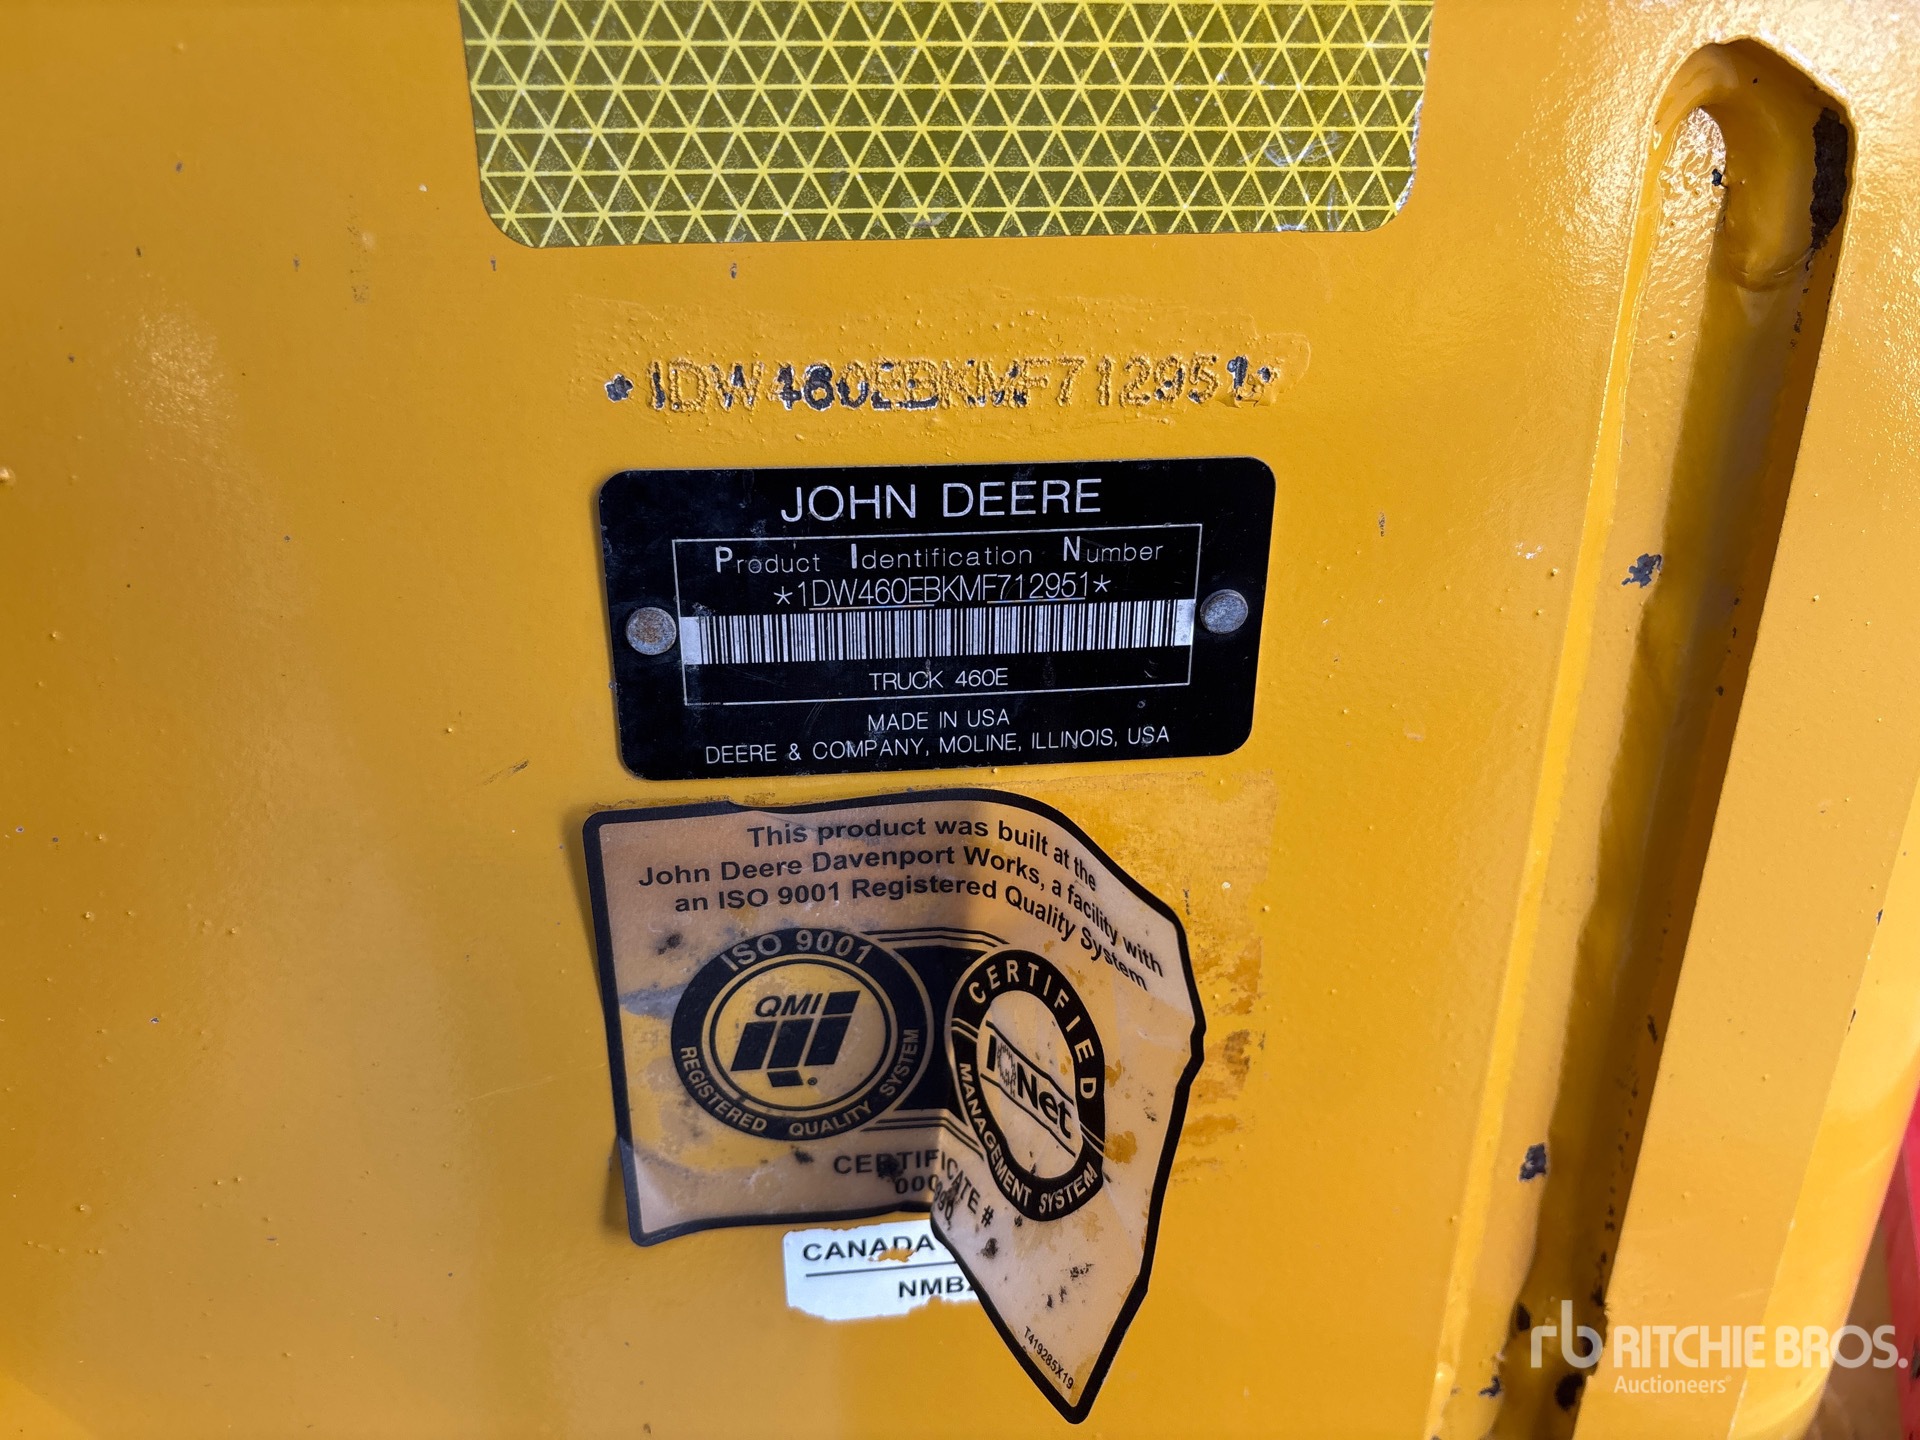 *1DW460EBKMF712951*
JOHN DEERE
Product Identification Number
*1DW460EBKMF712951*
TRUCK 460E
MADE IN USA
DEERE & COMPANY, MOLINE, ILLINOIS, USA
This product was built at the
John Deere Davenport Works, a facility with
an ISO 9001 Registered Quality System
ISO 9001
QMI
REGISTERED QUALITY SYSTEM
CERTIFIED
IQNet
MANAGEMENT SYSTEM
CERTIFICATE #
CANADA
T419285X19
rb RITCHIE BROS.
Auctioneers